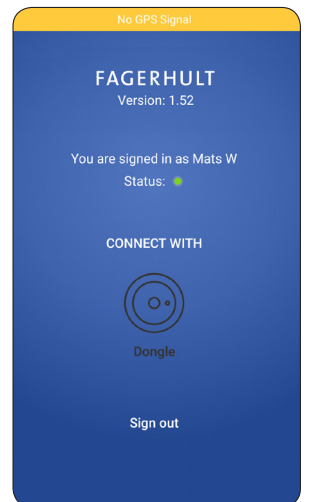 No GPS Signal
FAGERHULT
Version: 1.52
You are signed in as Mats W
Status:
CONNECT WITH
Dongle
Sign out